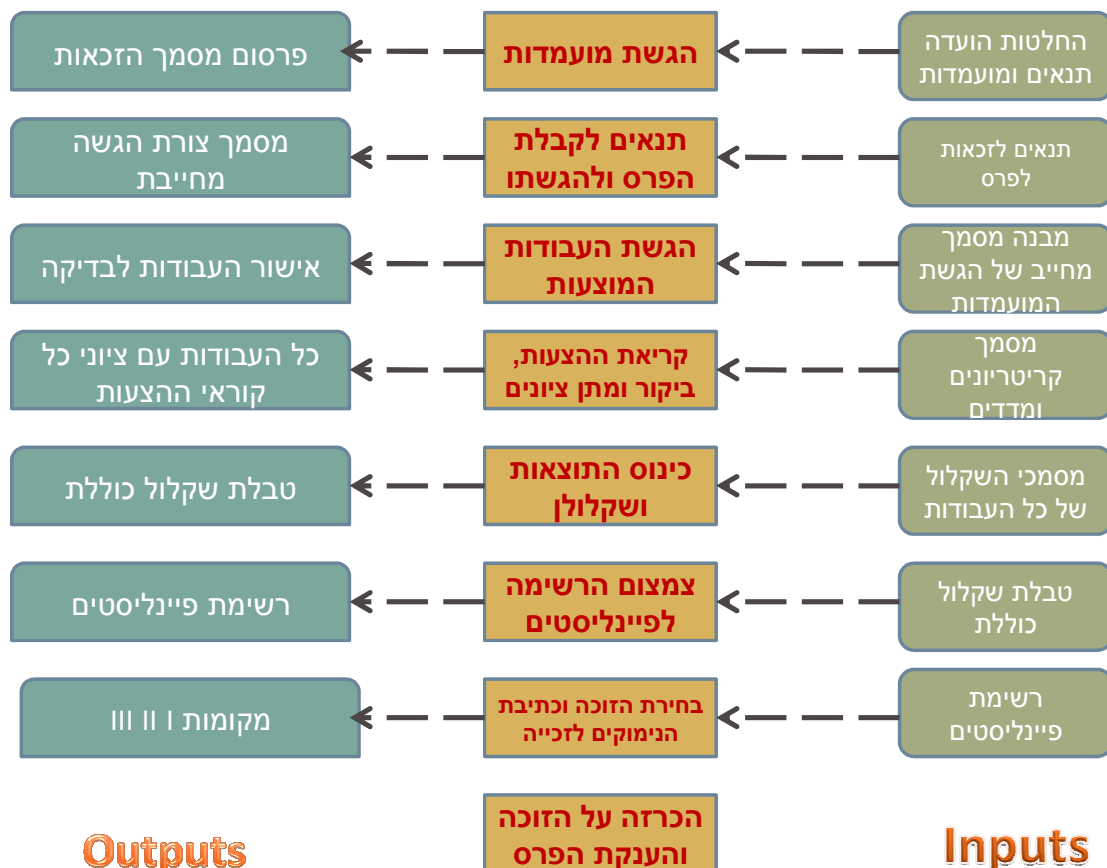 החלטות הועדה
תנאים ומועמדות
הגשת מועמדות
פרסום מסמך הזכאות
תנאים לזכאות
לפרס
תנאים לקבלת
הפרס ולהגשתו
מסמך צורת הגשה
מחייבת
מבנה מסמך
מחייב של הגשת
המועמדות
הגשת העבודות
המוצעות
אישור העבודות לבדיקה
מסמך
קריטריונים
ומדדים
קריאת ההצעות,
ביקור ומתן ציונים
כל העבודות עם ציוני כל
קוראי ההצעות
מסמכי השקלול
של כל העבודות
כינוס התוצאות
ושקלולן
טבלת שקלול כוללת
טבלת שקלול
כוללת
צמצום הרשימה
לפיינליסטים
רשימת פיינליסטים
רשימת
פיינליסטים
בחירת הזוכה וכתיבת
הנימוקים לזכייה
מקומות I II III
הכרזה על הזוכה
והענקת הפרס
Inputs
Outputs